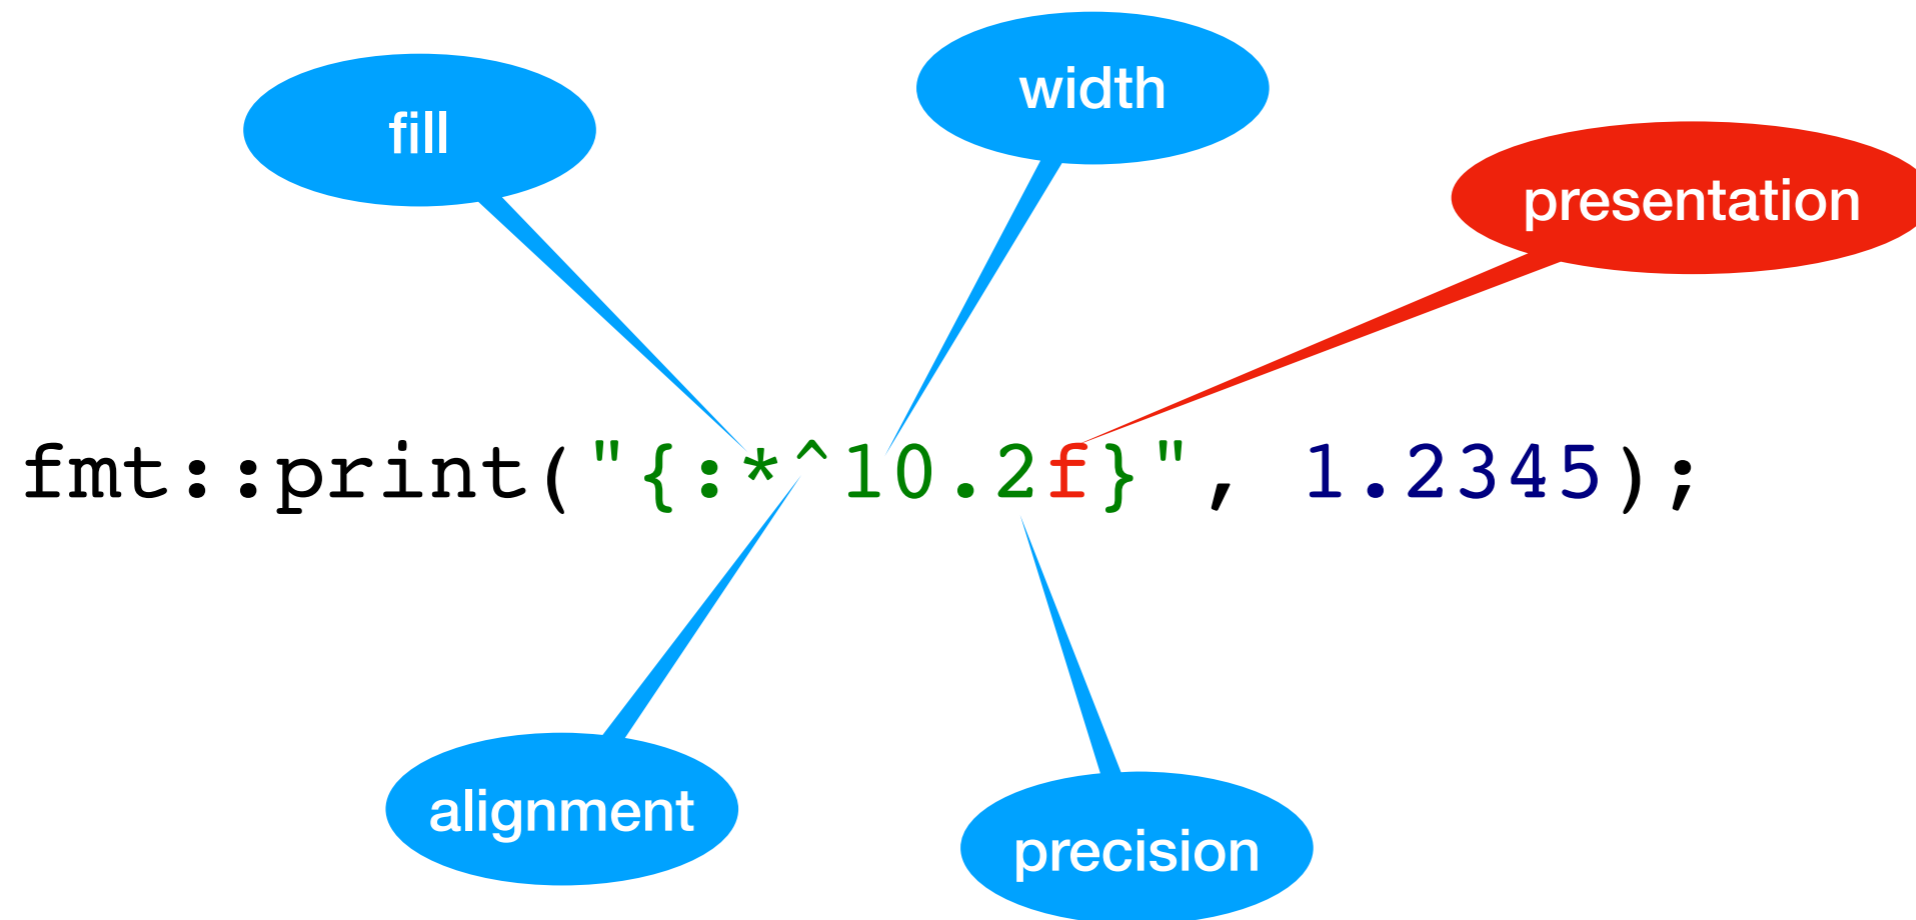 width
fill
presentation
fmt::print("{:*^10.2f}", 1.2345);
alignment
precision